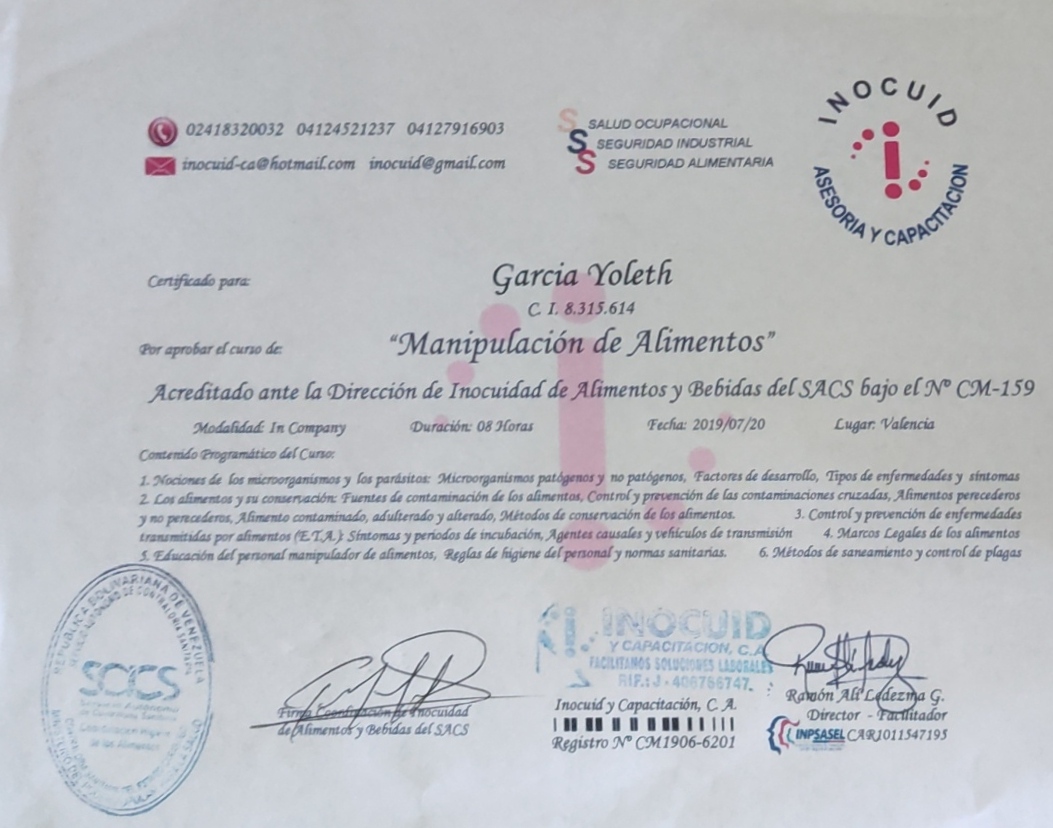 02418320032 04124521237 04127916903
inocuid-ca@hotmail.com inocuid@gmail.com
SSS
SALUD OCUPACIONAL
SEGURIDAD INDUSTRIAL
SEGURIDAD ALIMENTARIA
INOCUID
ASESORIA Y CAPACITACION
Certificado para: Garcia Yoleth
C. I. 8.315.614
Por aprobar el curso de: “Manipulación de Alimentos”
Acreditado ante la Dirección de Inocuidad de Alimentos y Bebidas del SACS bajo el Nº CM-159
Modalidad: In Company Duración: 08 Horas Fecha: 2019/07/20 Lugar: Valencia
Contenido Programático del Curso:
1. Nociones de los microorganismos y los parásitos: Microorganismos patógenos y no patógenos, Factores de desarrollo, Tipos de enfermedades y síntomas
2. Los alimentos y su conservación: Fuentes de contaminación de los alimentos, Control y prevención de las contaminaciones cruzadas, Alimentos perecederos
y no perecederos, Alimento contaminado, adulterado y alterado, Métodos de conservación de los alimentos. 3. Control y prevención de enfermedades
transmitidas por alimentos (E.T.A.): Síntomas y periodos de incubación, Agentes causales y vehículos de transmisión 4. Marcos Legales de los alimentos
5. Educación del personal manipulador de alimentos, Reglas de higiene del personal y normas sanitarias. 6. Métodos de saneamiento y control de plagas
REPUBLICA BOLIVARIANA DE VENEZUELA
SERVICIO AUTONOMO DE CONTRALORIA SANITARIA
SACS
Servicio Autónomo
de Contraloría Sanitaria
Coordinación Higiene
de los Alimentos
Firma Coordinación de Inocuidad
de Alimentos y Bebidas del SACS
INOCUID
Y CAPACITACION, C.A
FACILITAMOS SOLUCIONES LABORALES
RIF.: J - 406766747.
Inocuid y Capacitación, C. A.
Registro Nº CM1906-6201
Ramón Alí Ledezma G.
Director - Facilitador
INPSASEL CAR1011547195